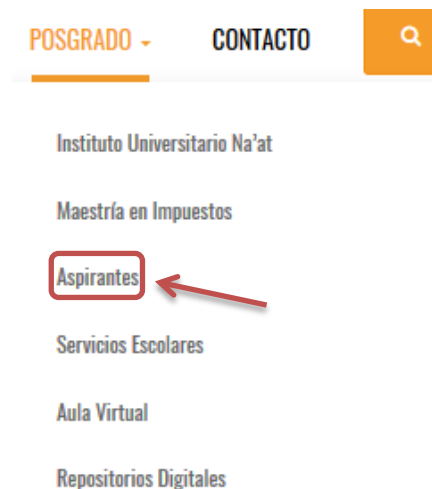 POSGRADO
CONTACTO
Instituto Universitario Na'at
Maestría en Impuestos
Aspirantes
Servicios Escolares
Aula Virtual
Repositorios Digitales